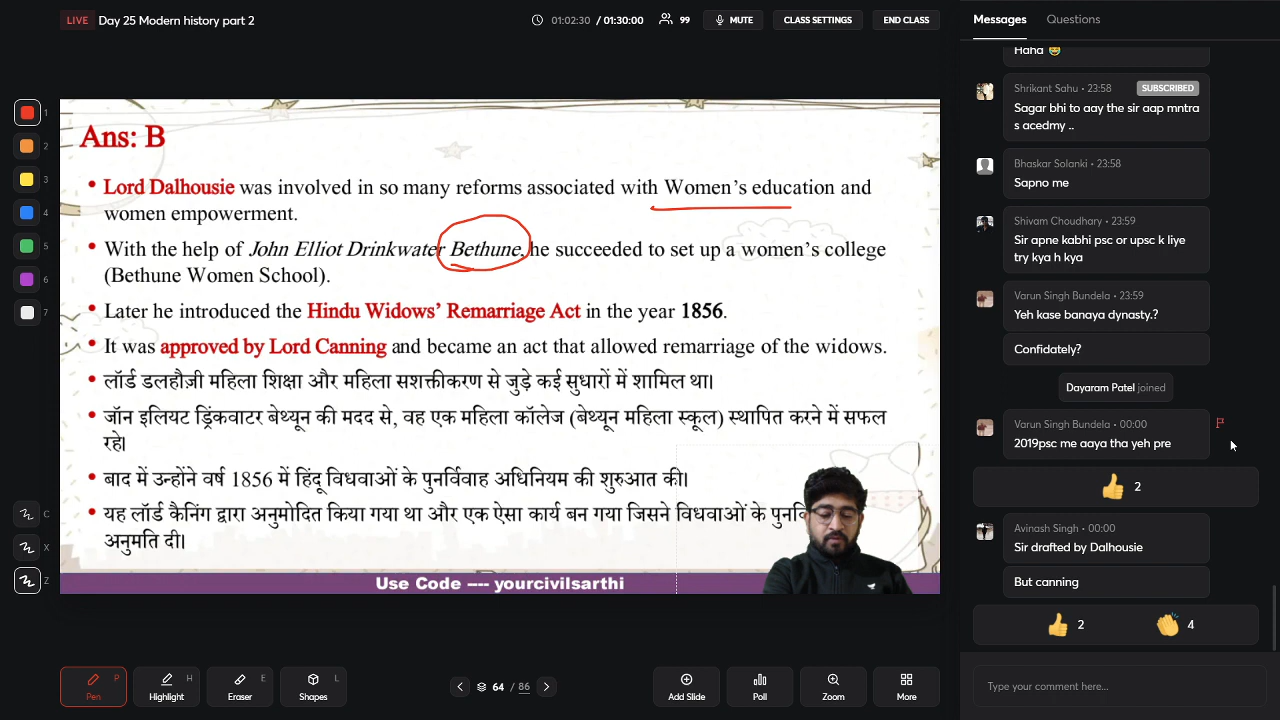 LIVE Day 25 Modern history part 2
01:02:30 / 01:30:00 99 MUTE CLASS SETTINGS END CLASS
1
2
3
4
5
6
7
C
X
Z
Ans: B
• Lord Dalhousie was involved in so many reforms associated with Women's education and
women empowerment.
• With the help of John Elliot Drinkwater Bethune, he succeeded to set up a women's college
(Bethune Women School).
• Later he introduced the Hindu Widows' Remarriage Act in the year 1856.
• It was approved by Lord Canning and became an act that allowed remarriage of the widows.
• लॉर्ड डलहौज़ी महिला शिक्षा और महिला सशक्तीकरण से जुड़े कई सुधारों में शामिल था।
• जॉन इलियट ड्रिंकवाटर बेथ्यून की मदद से, वह एक महिला कॉलेज (बेथ्यून महिला स्कूल) स्थापित करने में सफल
रहे।
• बाद में उन्होंने वर्ष 1856 में हिंदू विधवाओं के पुनर्विवाह अधिनियम की शुरुआत की।
• यह लॉर्ड कैनिंग द्वारा अनुमोदित किया गया था और एक ऐसा कार्य बन गया जिसने विधवाओं के
अनुमति दी।
Use Code ---- yourcivilsarthi
Pen P
Highlight H
Eraser E
Shapes L
64 / 86
Add Slide
Poll
Zoom
More
Messages Questions
Haha
Shrikant Sahu • 23:58 SUBSCRIBED
Sagar bhi to aay the sir aap mntra
s acedmy ..
Bhaskar Solanki • 23:58
Sapno me
Shivam Choudhary • 23:59
Sir apne kabhi psc or upsc k liye
try kya h kya
Varun Singh Bundela • 23:59
Yeh kase banaya dynasty.?
Confidately?
Dayaram Patel joined
Varun Singh Bundela • 00:00
2019psc me aaya tha yeh pre
2
Avinash Singh • 00:00
Sir drafted by Dalhousie
But canning
2 4
Type your comment here...